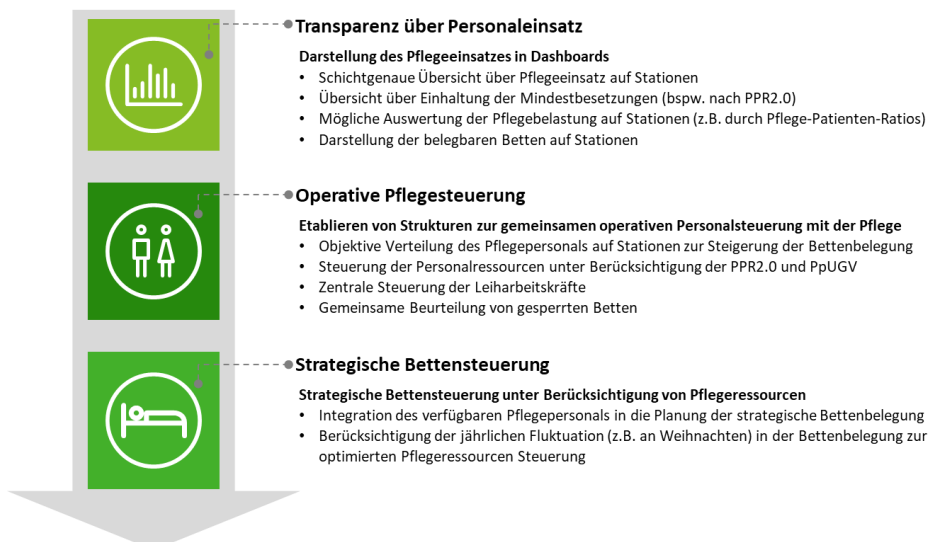 Transparenz über Personaleinsatz
Darstellung des Pflegeeinsatzes in Dashboards
• Schichtgenaue Übersicht über Pflegeeinsatz auf Stationen
• Übersicht über Einhaltung der Mindestbesetzungen (bspw. nach PPR2.0)
• Mögliche Auswertung der Pflegebelastung auf Stationen (z.B. durch Pflege-Patienten-Ratios)
• Darstellung der belegbaren Betten auf Stationen
Operative Pflegesteuerung
Etablieren von Strukturen zur gemeinsamen operativen Personalsteuerung mit der Pflege
• Objektive Verteilung des Pflegepersonals auf Stationen zur Steigerung der Bettenbelegung
• Steuerung der Personalressourcen unter Berücksichtigung der PPR2.0 und PpUGV
• Zentrale Steuerung der Leiharbeitskräfte
• Gemeinsame Beurteilung von gesperrten Betten
Strategische Bettensteuerung
Strategische Bettensteuerung unter Berücksichtigung von Pflegeressourcen
• Integration des verfügbaren Pflegepersonals in die Planung der strategische Bettenbelegung
• Berücksichtigung der jährlichen Fluktuation (z.B. an Weihnachten) in der Bettenbelegung zur
optimierten Pflegeressourcen Steuerung